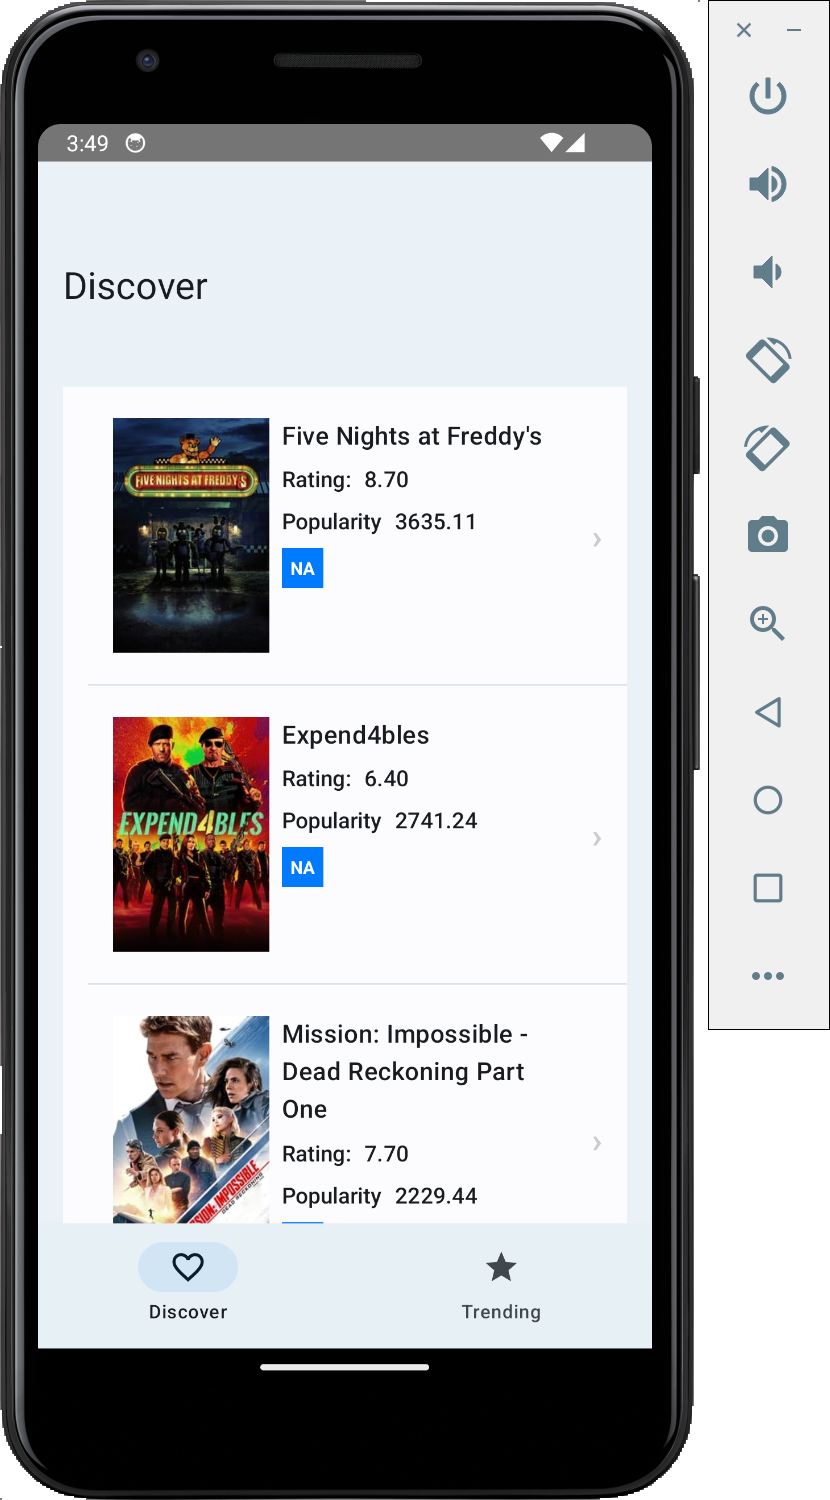 3:49
Discover
FIVE NIGHTS AT FREDDY'S
Five Nights at Freddy's
Rating: 8.70
Popularity 3635.11
NA
›
EXPEND4BLES
Expend4bles
Rating: 6.40
Popularity 2741.24
NA
›
Mission: Impossible -
Dead Reckoning Part
One
SION: IMPOSSIBLE
DEAD RECKONING
Rating: 7.70
Popularity 2229.44
›
Discover
Trending